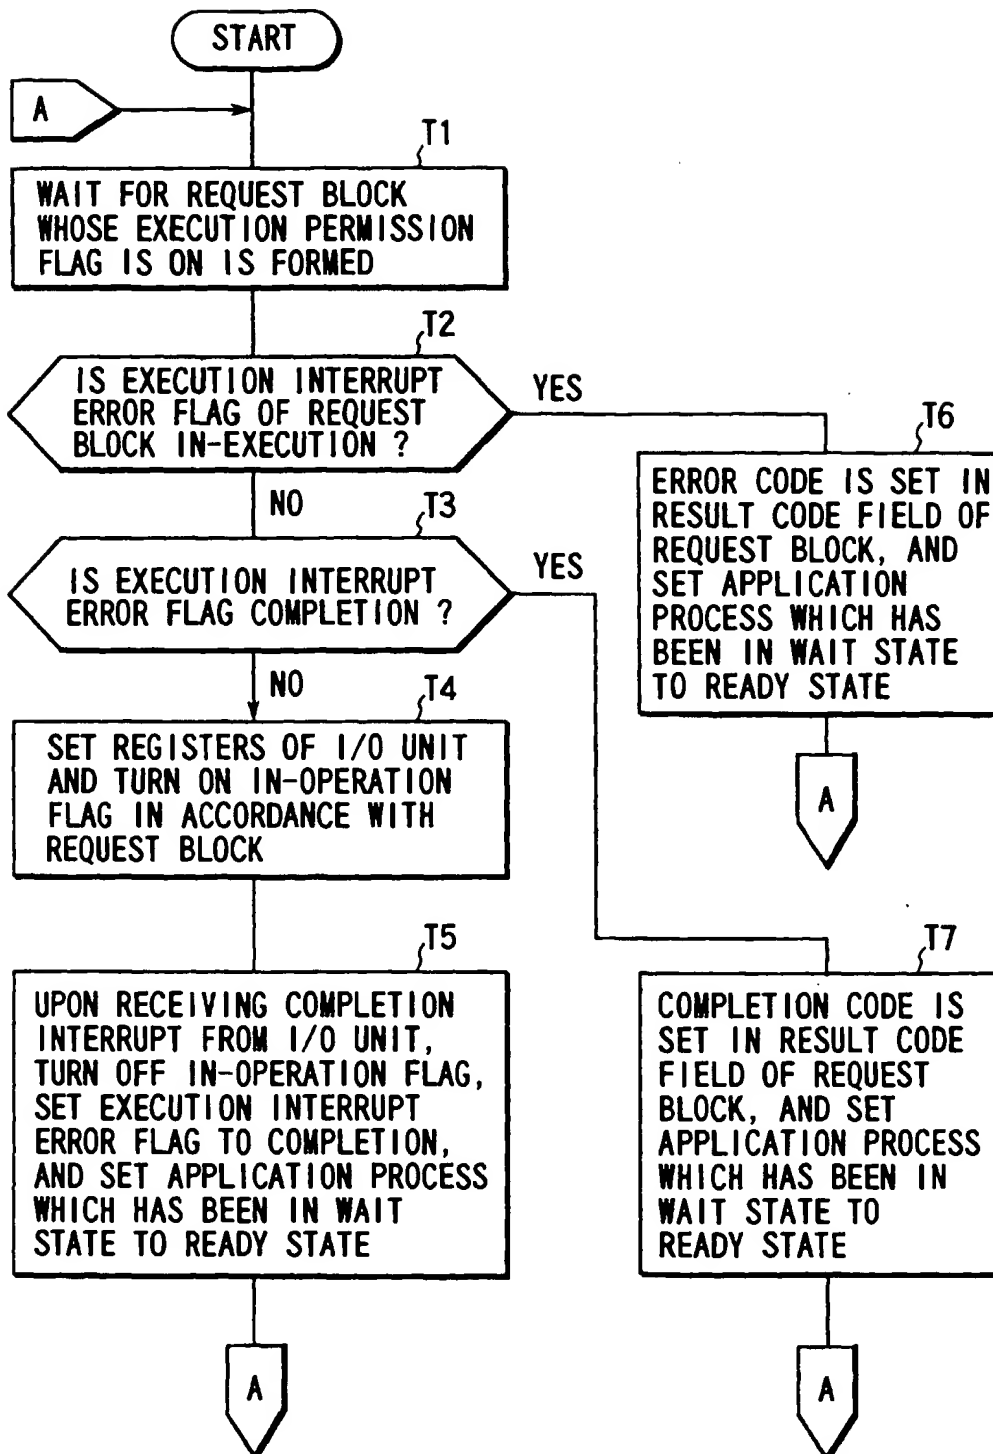 START
A
T1
WAIT FOR REQUEST BLOCK
WHOSE EXECUTION PERMISSION
FLAG IS ON IS FORMED
T2
IS EXECUTION INTERRUPT
ERROR FLAG OF REQUEST
BLOCK IN-EXECUTION ?
YES
NO
T6
ERROR CODE IS SET IN
RESULT CODE FIELD OF
REQUEST BLOCK, AND
SET APPLICATION
PROCESS WHICH HAS
BEEN IN WAIT STATE
TO READY STATE
A
T3
IS EXECUTION INTERRUPT
ERROR FLAG COMPLETION ?
YES
NO
T4
SET REGISTERS OF I/O UNIT
AND TURN ON IN-OPERATION
FLAG IN ACCORDANCE WITH
REQUEST BLOCK
T5
UPON RECEIVING COMPLETION
INTERRUPT FROM I/O UNIT,
TURN OFF IN-OPERATION FLAG,
SET EXECUTION INTERRUPT
ERROR FLAG TO COMPLETION,
AND SET APPLICATION PROCESS
WHICH HAS BEEN IN WAIT
STATE TO READY STATE
A
T7
COMPLETION CODE IS
SET IN RESULT CODE
FIELD OF REQUEST
BLOCK, AND SET
APPLICATION PROCESS
WHICH HAS BEEN IN
WAIT STATE TO
READY STATE
A